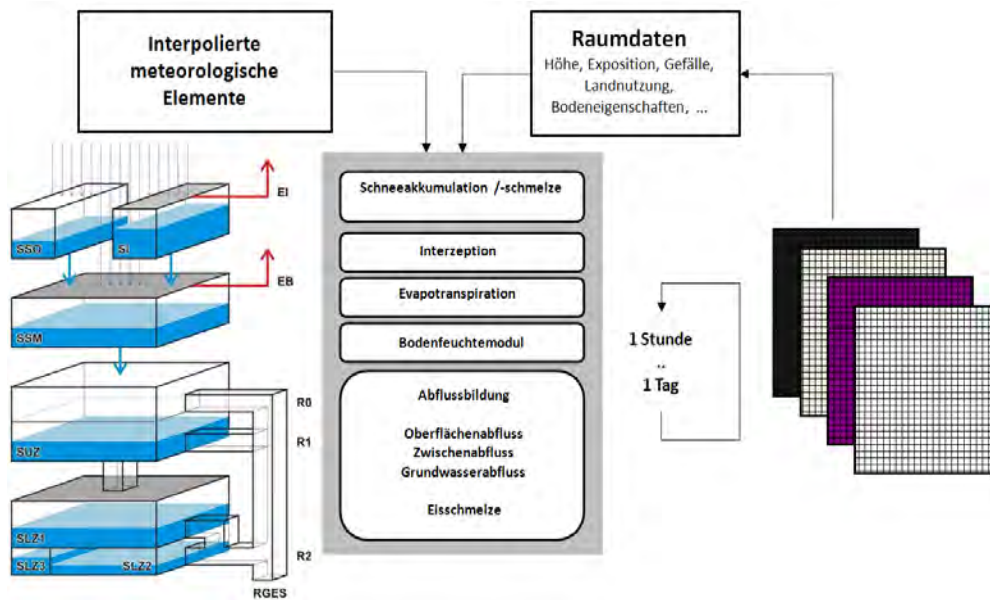 Interpolierte
meteorologische
Elemente
Raumdaten
Höhe, Exposition, Gefälle,
Landnutzung,
Bodeneigenschaften, ...
EI
SSO
SI
EB
SSM
R0
R1
SUZ
SLZ1
SLZ3
SLZ2
R2
RGES
Schneeakkumulation /-schmelze
Interzeption
Evapotranspiration
Bodenfeuchtemodul
Abflussbildung
Oberflächenabfluss
Zwischenabfluss
Grundwasserabfluss
Eisschmelze
1 Stunde
..
1 Tag